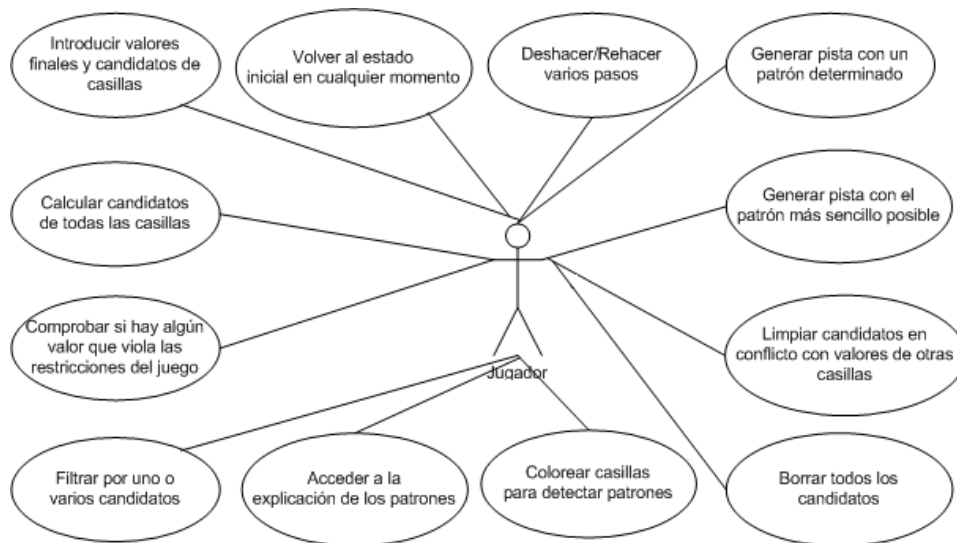 Introducir valores
finales y candidatos de
casillas
Volver al estado
inicial en cualquier momento
Deshacer/Rehacer
varios pasos
Generar pista con un
patrón determinado
Calcular candidatos
de todas las casillas
Generar pista con el
patrón más sencillo posible
Comprobar si hay algún
valor que viola las
restricciones del juego
Limpiar candidatos en
conflicto con valores de otras
casillas
Jugador
Filtrar por uno o
varios candidatos
Acceder a la
explicación de los patrones
Colorear casillas
para detectar patrones
Borrar todos los
candidatos